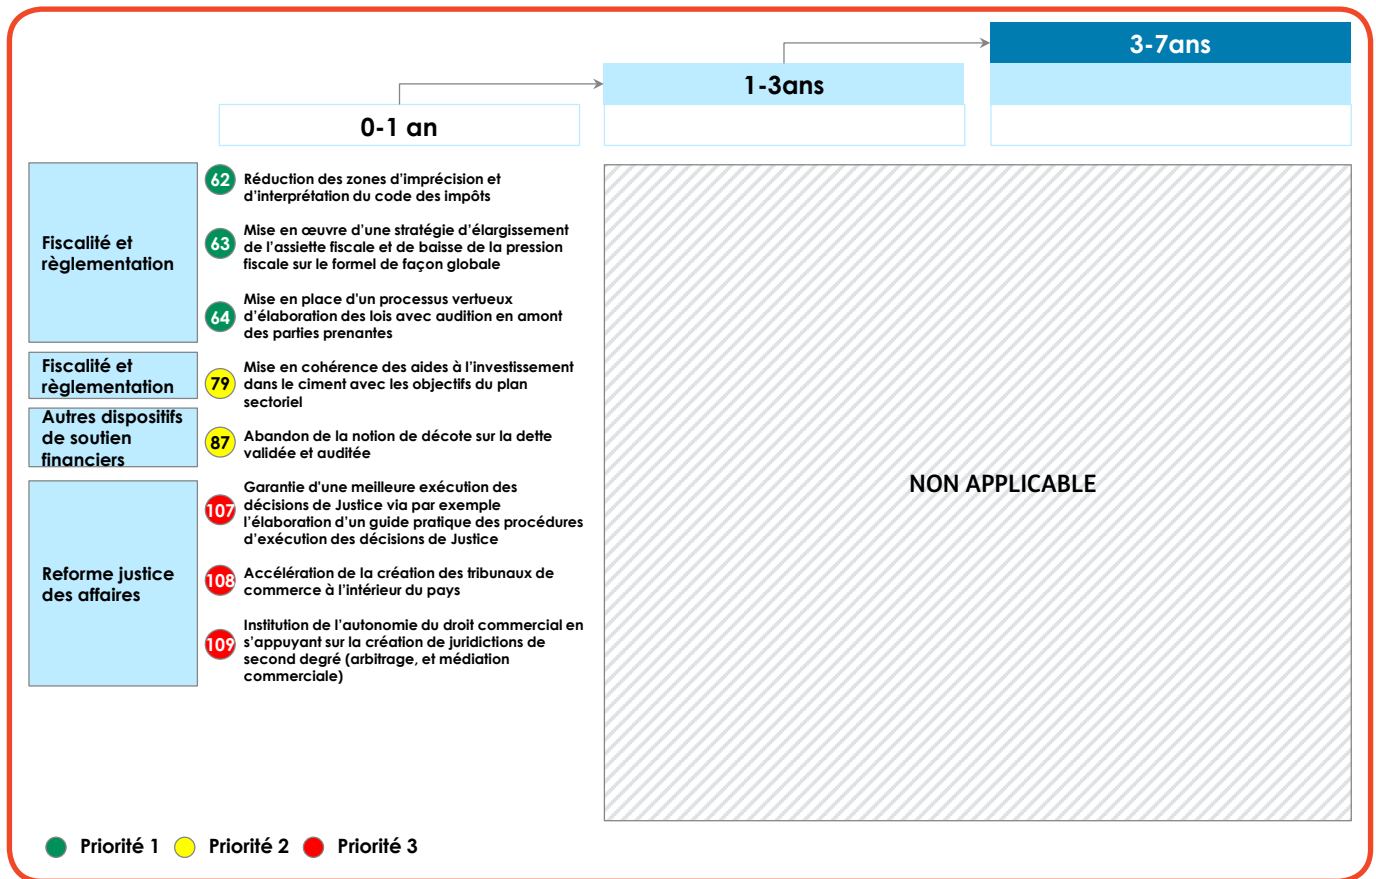 3-7ans
1-3ans
0-1 an
Fiscalité et
règlementation
62
Réduction des zones d’imprécision et
d’interprétation du code des impôts
63
Mise en œuvre d’une stratégie d’élargissement
de l’assiette fiscale et de baisse de la pression
fiscale sur le formel de façon globale
64
Mise en place d'un processus vertueux
d’élaboration des lois avec audition en amont
des parties prenantes
Fiscalité et
règlementation
79
Mise en cohérence des aides à l’investissement
dans le ciment avec les objectifs du plan
sectoriel
Autres dispositifs
de soutien
financiers
87
Abandon de la notion de décote sur la dette
validée et auditée
Reforme justice
des affaires
107
Garantie d'une meilleure exécution des
décisions de Justice via par exemple
l’élaboration d’un guide pratique des procédures
d’exécution des décisions de Justice
108
Accélération de la création des tribunaux de
commerce à l’intérieur du pays
109
Institution de l’autonomie du droit commercial en
s’appuyant sur la création de juridictions de
second degré (arbitrage, et médiation
commerciale)
NON APPLICABLE
Priorité 1
Priorité 2
Priorité 3